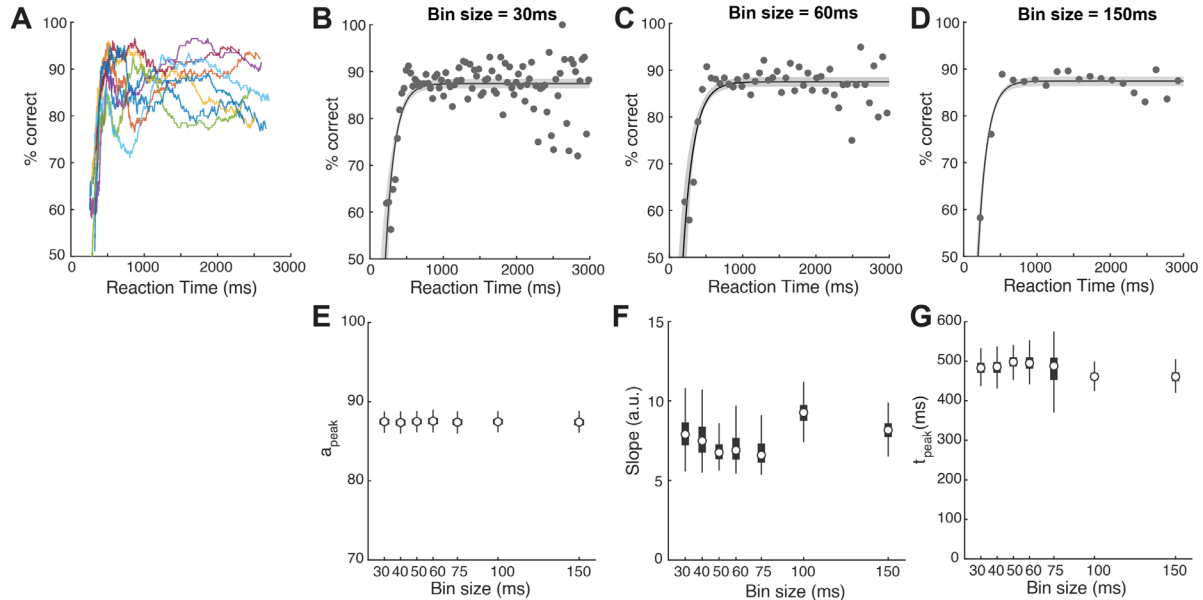 A
B
Bin size = 30ms
C
Bin size = 60ms
D
Bin size = 150ms
100
90
80
70
60
50
% correct
0
1000
2000
3000
Reaction Time (ms)
100
90
80
70
60
50
% correct
0
1000
2000
3000
Reaction Time (ms)
100
90
80
70
60
50
% correct
0
1000
2000
3000
Reaction Time (ms)
100
90
80
70
60
50
% correct
0
1000
2000
3000
Reaction Time (ms)
E
100
90
80
70
a peak
30 40 50 60 75 100 150
Bin size (ms)
F
15
10
5
0
Slope (a.u.)
30 40 50 60 75 100 150
Bin size (ms)
G
600
500
400
300
200
100
0
t peak (ms)
30 40 50 60 75 100 150
Bin size (ms)